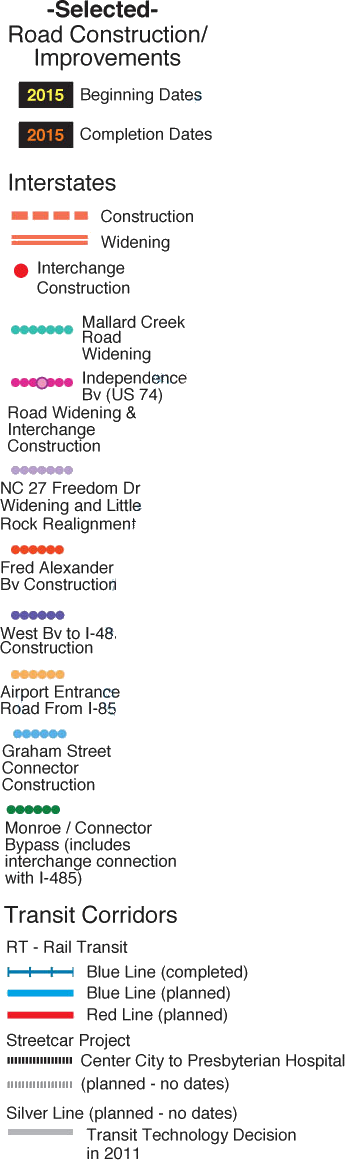 -Selected-
Road Construction/
Improvements
2015 Beginning Dates
2015 Completion Dates
Interstates
Construction
Widening
Interchange
Construction
Mallard Creek
Road
Widening
Independence
Bv (US 74)
Road Widening &
Interchange
Construction
NC 27 Freedom Dr
Widening and Little
Rock Realignment
Fred Alexander
Bv Construction
West Bv to I-48.
Construction
Airport Entrance
Road From I-85
Graham Street
Connector
Construction
Monroe / Connector
Bypass (includes
interchange connection
with I-485)
Transit Corridors
RT - Rail Transit
Blue Line (completed)
Blue Line (planned)
Red Line (planned)
Streetcar Project
Center City to Presbyterian Hospital
(planned - no dates)
Silver Line (planned - no dates)
Transit Technology Decision
in 2011